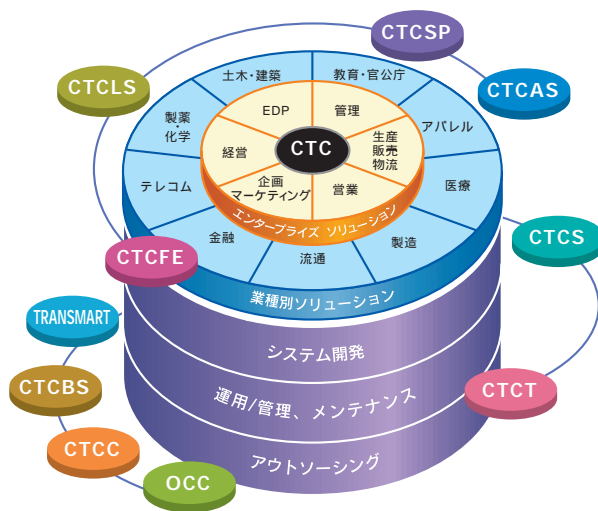 CTCSP
CTCLS
CTCAS
土木・建築
教育・官公庁
製薬
・
化学
アパレル
テレコム
医療
金融
流通
製造
EDP
管理
経営
生産
販売
物流
企画
マーケティング
営業
CTC
エンタープライズ ソリューション
業種別ソリューション
CTCFE
CTCS
TRANSMART
システム開発
CTCBS
運用/管理、メンテナンス
CTCT
CTCC
アウトソーシング
OCC